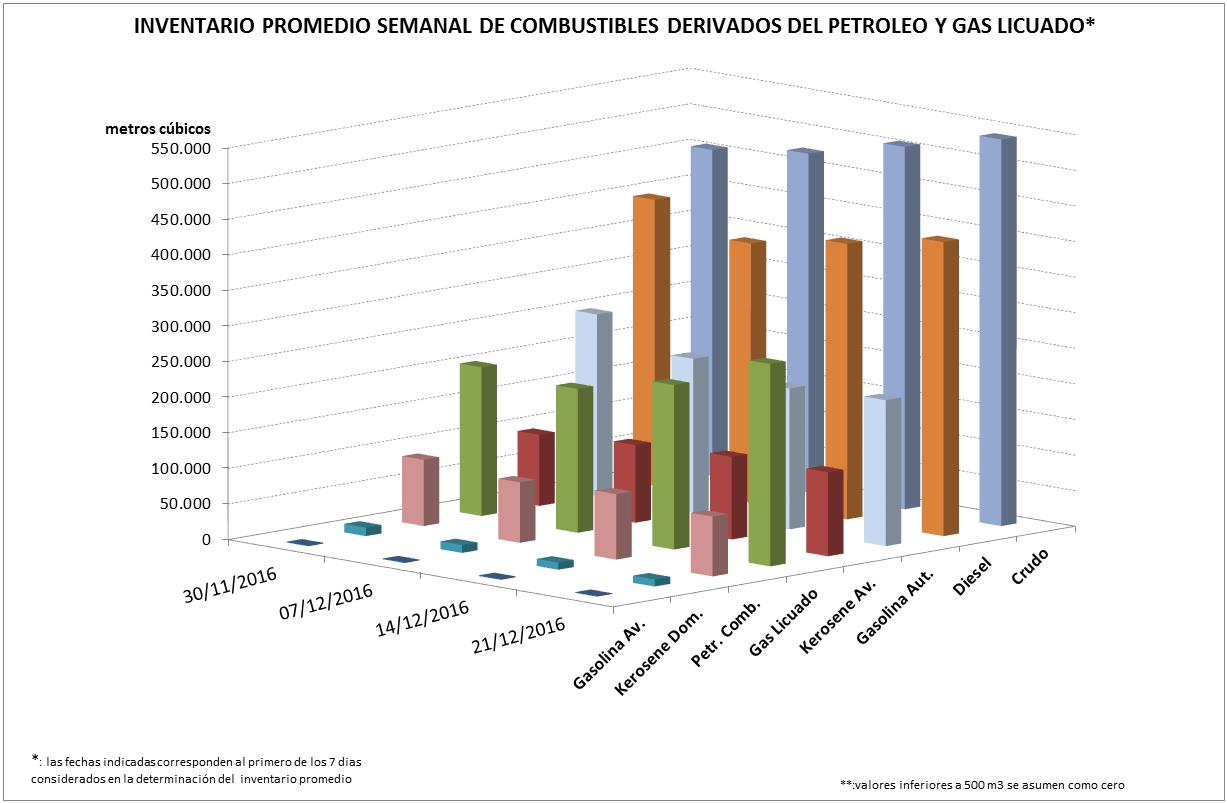 INVENTARIO PROMEDIO SEMANAL DE COMBUSTIBLES DERIVADOS DEL PETROLEO Y GAS LICUADO*
metros cúbicos
550.000
500.000
450.000
400.000
350.000
300.000
250.000
200.000
150.000
100.000
50.000
0
30/11/2016
07/12/2016
14/12/2016
21/12/2016
Gasolina Av.
Kerosene Dom.
Petr. Comb.
Gas Licuado
Kerosene Av.
Gasolina Aut.
Diesel
Crudo
*: las fechas indicadas corresponden al primero de los 7 dias
considerados en la determinación del inventario promedio
**:valores inferiores a 500 m3 se asumen como cero